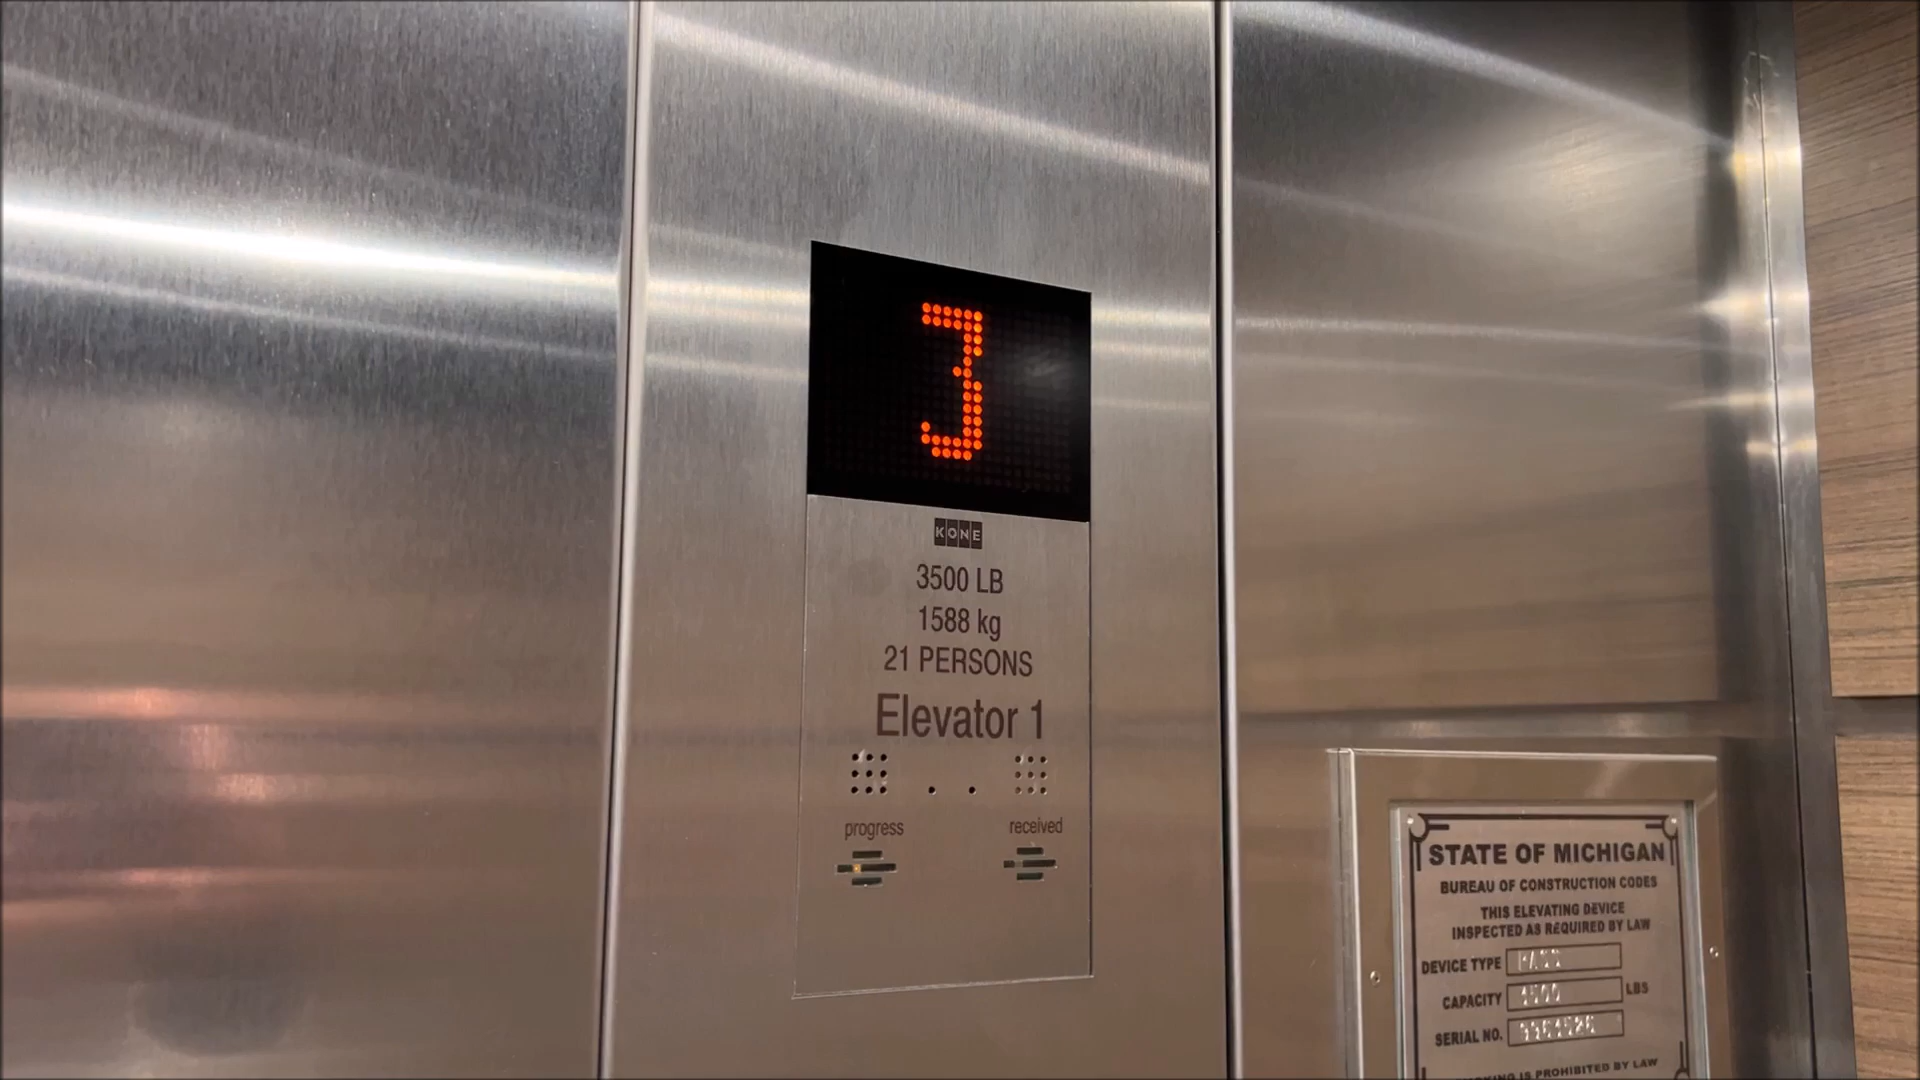 3
KONE
3500 LB
1588 kg
21 PERSONS
Elevator 1
progress
received
STATE OF MICHIGAN
BUREAU OF CONSTRUCTION CODES
THIS ELEVATING DEVICE
INSPECTED AS REQUIRED BY LAW
DEVICE TYPE PASS
CAPACITY LBS
SERIAL NO.
IS PROHIBITED BY LAW